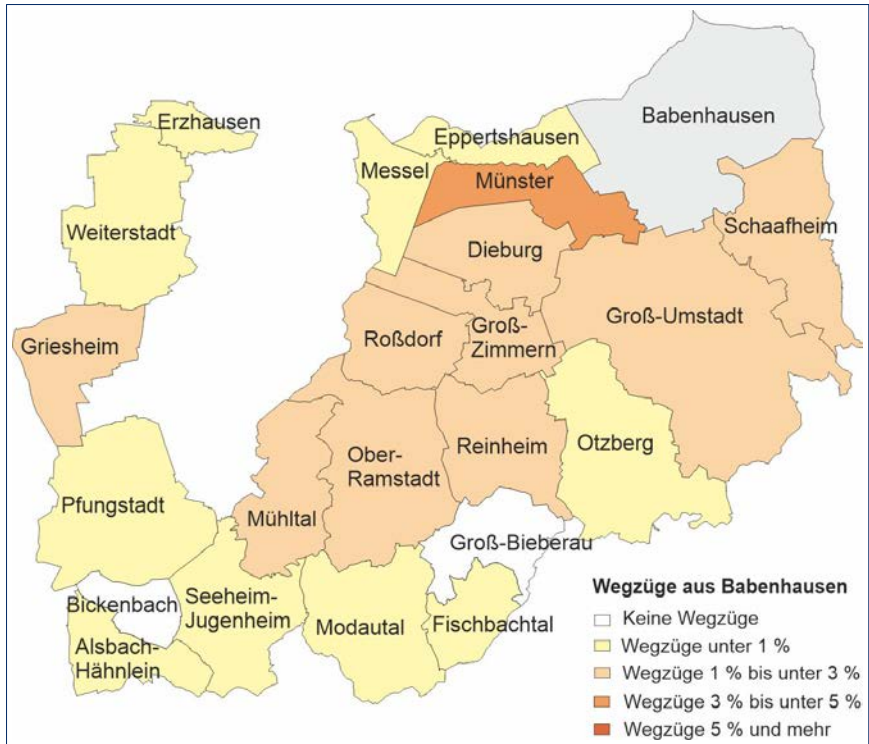 Erzhausen
Babenhausen
Eppertshausen
Messel
Münster
Schaafheim
Weiterstadt
Dieburg
Groß-Umstadt
Griesheim
Roßdorf
Groß-
Zimmern
Otzberg
Reinheim
Ober-
Ramstadt
Pfungstadt
Mühltal
Groß-Bieberau
Bickenbach
Seeheim-
Jugenheim
Modautal
Fischbachtal
Alsbach-
Hähnlein
Wegzüge aus Babenhausen
Keine Wegzüge
Wegzüge unter 1 %
Wegzüge 1 % bis unter 3 %
Wegzüge 3 % bis unter 5 %
Wegzüge 5 % und mehr